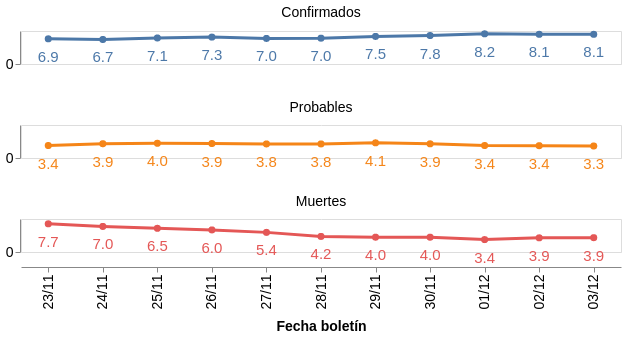 Confirmados
0
6.9 6.7 7.1 7.3 7.0 7.0 7.5 7.8 8.2 8.1 8.1
Probables
0
3.4 3.9 4.0 3.9 3.8 3.8 4.1 3.9 3.4 3.4 3.3
Muertes
0
7.7 7.0 6.5 6.0 5.4 4.2 4.0 4.0 3.4 3.9 3.9
23/11 24/11 25/11 26/11 27/11 28/11 29/11 30/11 01/12 02/12 03/12
Fecha boletín